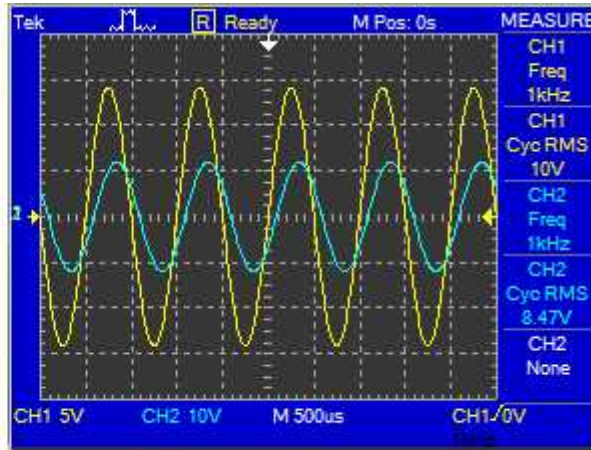 Tek R Ready M Pos: 0s MEASURE
CH1
Freq
1kHz
CH1
Cyc RMS
10V
CH2
Freq
1kHz
CH2
Cyc RMS
8.47V
CH2
None
CH1 5V CH2 10V M 500us CH1 0V